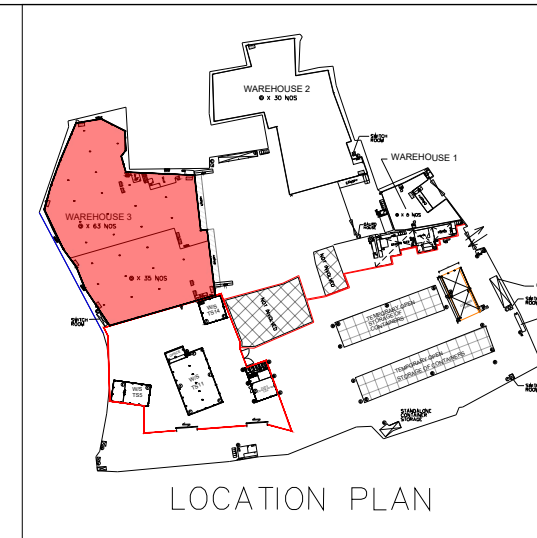 WAREHOUSE 2
X 30 NOS
SWITCH
ROOM
WAREHOUSE 1
X 8 NOS
WAREHOUSE 3
X 63 NOS
X 35 NOS
NOT INVOLVED
NOT INVOLVED
SWITCH
ROOM
W/S
TS14
TEMPORARY OPEN
STORAGE OF
CONTAINERS
TEMPORARY OPEN
STORAGE OF CONTAINERS
W/S
TS11
W/S
TS5
STANDALONE
CONTAINER
STORAGE
LOCATION PLAN